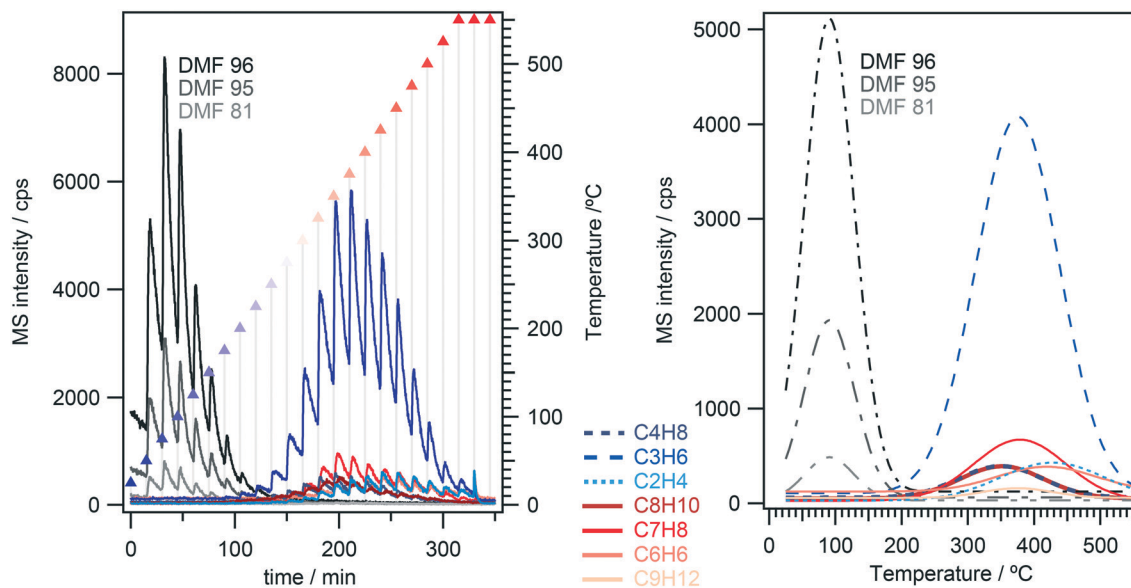 MS intensity / cps
8000
6000
4000
2000
0
DMF 96
DMF 95
DMF 81
500
400
300
200
100
0
Temperature /ºC
0
100
200
300
time / min
C4H8
C3H6
C2H4
C8H10
C7H8
C6H6
C9H12
MS intensity / cps
5000
4000
3000
2000
1000
0
DMF 96
DMF 95
DMF 81
0
100
200
300
400
500
Temperature / ºC